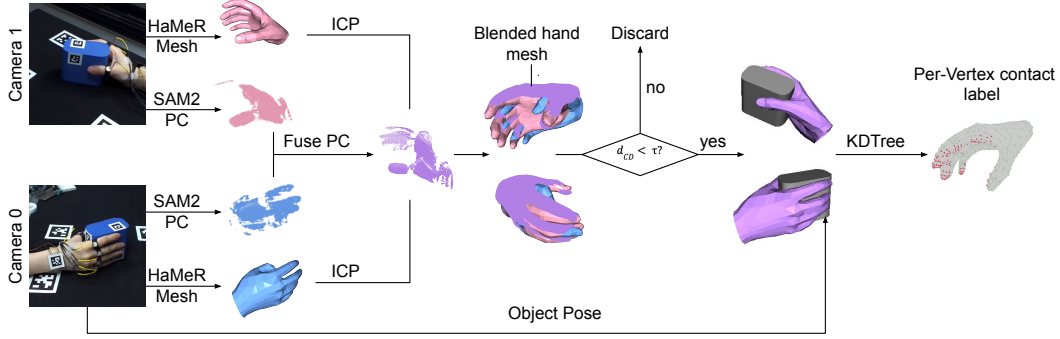 Camera 1
HaMeR
Mesh
ICP
SAM2
PC
Fuse PC
Camera 0
SAM2
PC
HaMeR
Mesh
ICP
Blended hand
mesh
Discard
no
d_CD < τ?
yes
KDTree
Per-Vertex contact
label
Object Pose